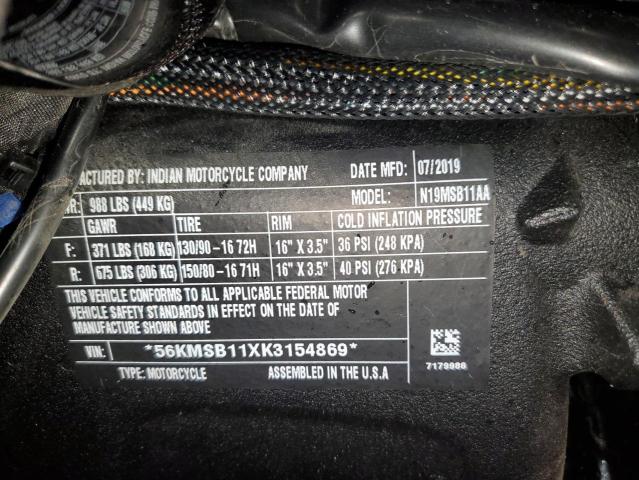 ACTURED BY: INDIAN MOTORCYCLE COMPANY DATE MFD: 07/2019
R: 988 LBS (449 KG) MODEL: N19MSB11AA
GAWR TIRE RIM COLD INFLATION PRESSURE
F: 371 LBS (168 KG) 130/90-16 72H 16" X 3.5" 36 PSI (248 KPA)
R: 675 LBS (306 KG) 150/80-16 71H 16" X 3.5" 40 PSI (276 KPA)
THIS VEHICLE CONFORMS TO ALL APPLICABLE FEDERAL MOTOR
VEHICLE SAFETY STANDARDS IN EFFECT ON THE DATE OF
MANUFACTURE SHOWN ABOVE
VIN: *56KMSB11XK3154869*
7179988
TYPE: MOTORCYCLE ASSEMBLED IN THE U.S.A